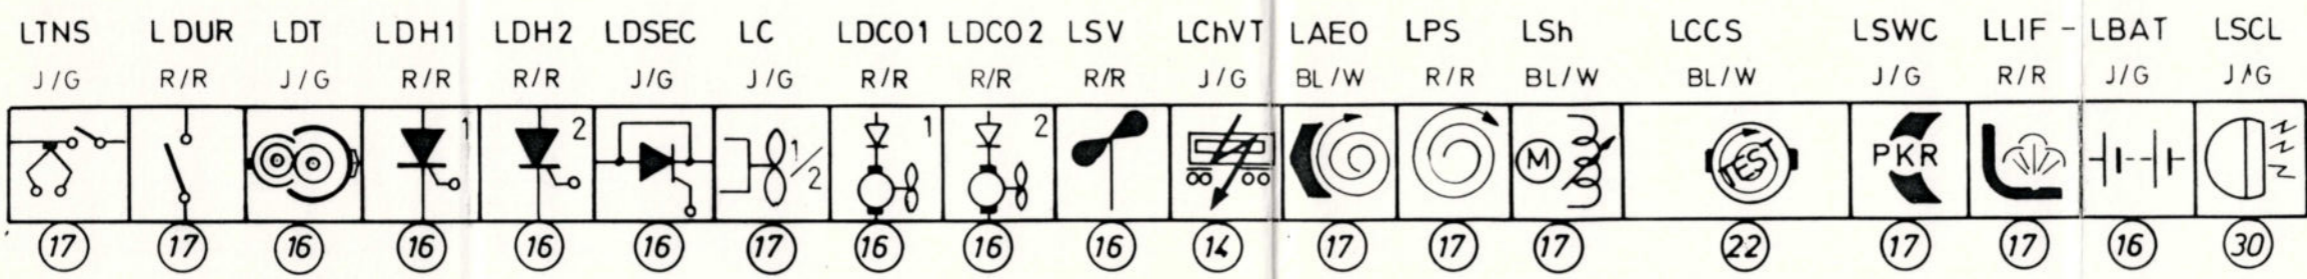 LTNS LDUR LDT LDH1 LDH2 LDSEC LC LDCO1 LDCO2 LSV LChVT LAEO LPS LSh LCCS LSWC LLIF - LBAT LSCL
J/G R/R J/G R/R R/R J/G J/G R/R R/R R/R J/G BL/W R/R BL/W BL/W J/G R/R J/G J/G
1 2 1/2 1 2 M TEST PKR
17 17 16 16 16 16 17 16 16 16 14 17 17 17 22 17 17 16 30